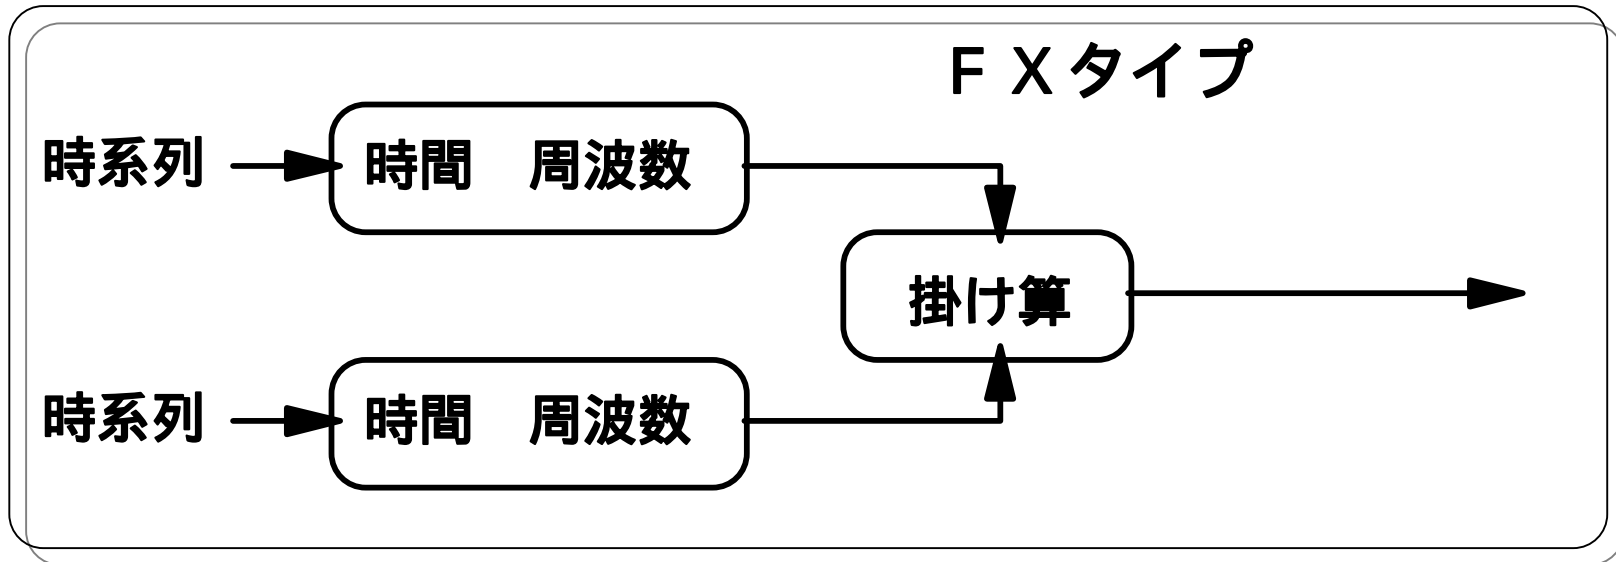 ＦＸタイプ
時系列
時間　周波数
掛け算
時系列
時間　周波数